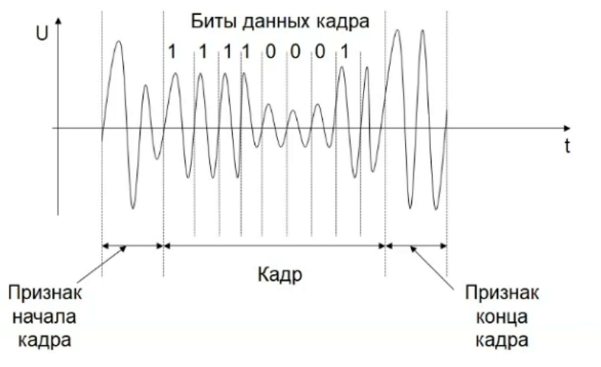 Биты данных кадра
U
1 1 1 1 0 0 0 1
t
Кадр
Признак
начала
кадра
Признак
конца
кадра